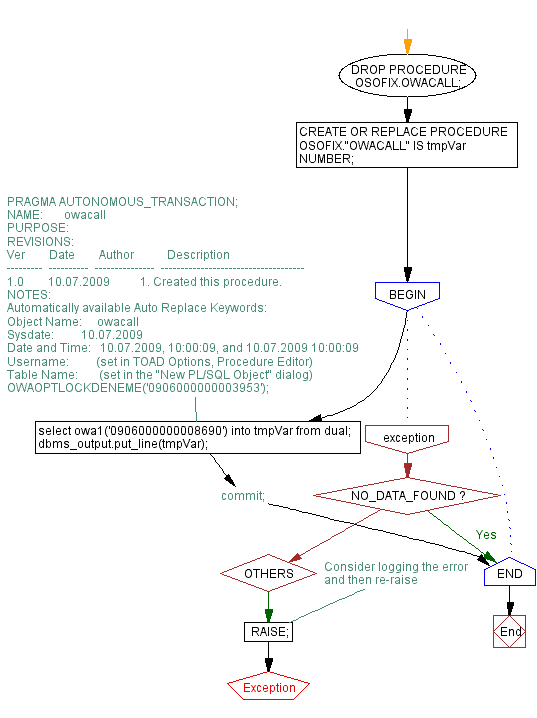 DROP PROCEDURE
OSOFIX.OWACALL;
CREATE OR REPLACE PROCEDURE
OSOFIX."OWACALL" IS tmpVar
NUMBER;
PRAGMA AUTONOMOUS_TRANSACTION;
NAME: owacall
PURPOSE:
REVISIONS:
Ver Date Author Description
--------- ---------- --------------- ------------------------------------
1.0 10.07.2009 1. Created this procedure.
NOTES:
Automatically available Auto Replace Keywords:
Object Name: owacall
Sysdate: 10.07.2009
Date and Time: 10.07.2009, 10:00:09, and 10.07.2009 10:00:09
Username: (set in TOAD Options, Procedure Editor)
Table Name: (set in the "New PL/SQL Object" dialog)
OWAOPTLOCKDENEME('0906000000003953');
BEGIN
select owa1('0906000000008690') into tmpVar from dual;
dbms_output.put_line(tmpVar);
exception
commit;
NO_DATA_FOUND ?
Yes
OTHERS
Consider logging the error
and then re-raise
END
RAISE;
End
Exception